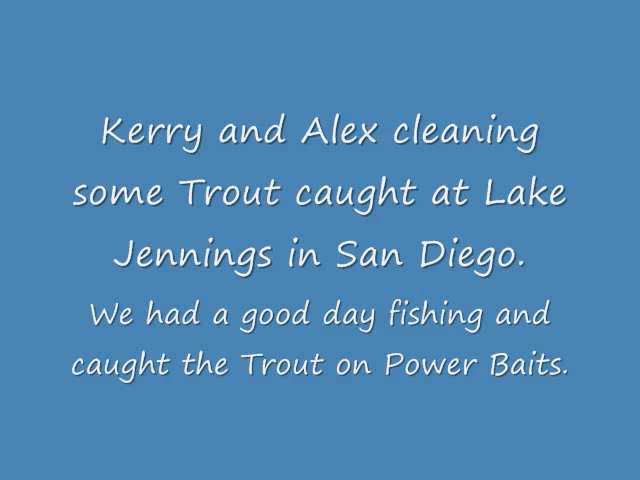 Kerry and Alex cleaning
some Trout caught at Lake
Jennings in San Diego.
We had a good day fishing and
caught the Trout on Power Baits.